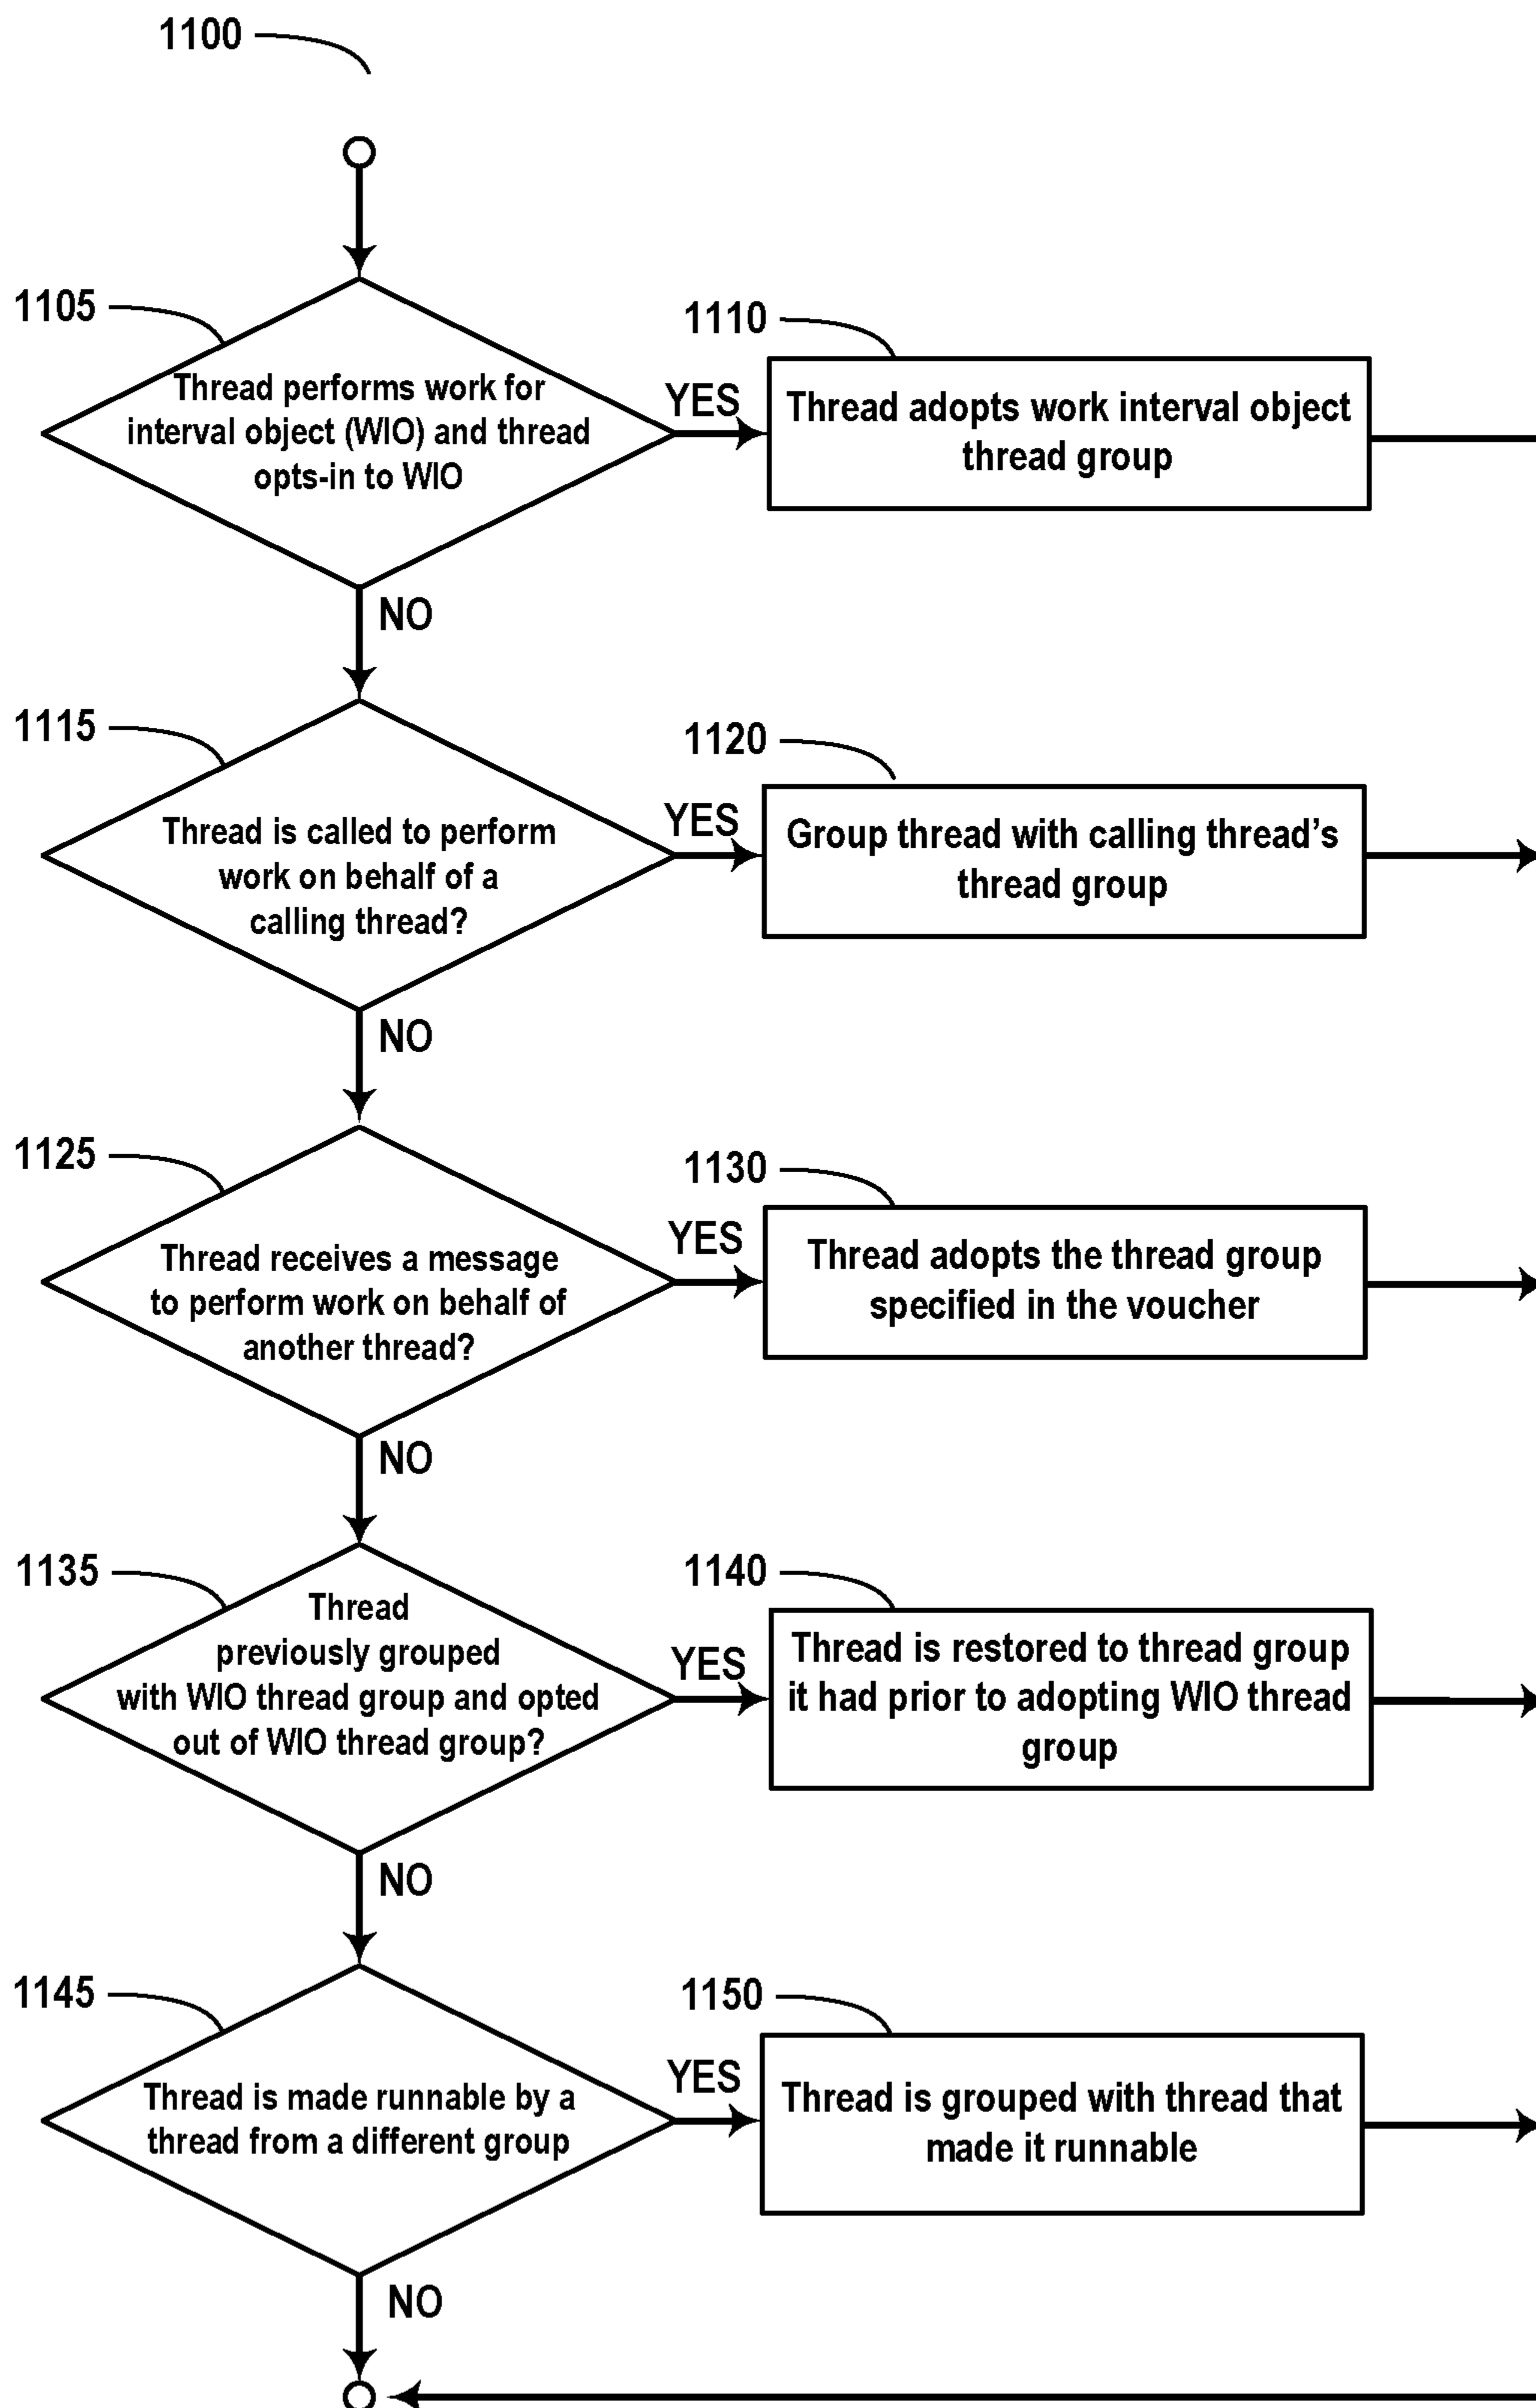 1100
1105
Thread performs work for
interval object (WIO) and thread
opts-in to WIO
YES
1110
Thread adopts work interval object
thread group
NO
1115
Thread is called to perform
work on behalf of a
calling thread?
YES
1120
Group thread with calling thread’s
thread group
NO
1125
Thread receives a message
to perform work on behalf of
another thread?
YES
1130
Thread adopts the thread group
specified in the voucher
NO
1135
Thread
previously grouped
with WIO thread group and opted
out of WIO thread group?
YES
1140
Thread is restored to thread group
it had prior to adopting WIO thread
group
NO
1145
Thread is made runnable by a
thread from a different group
YES
1150
Thread is grouped with thread that
made it runnable
NO